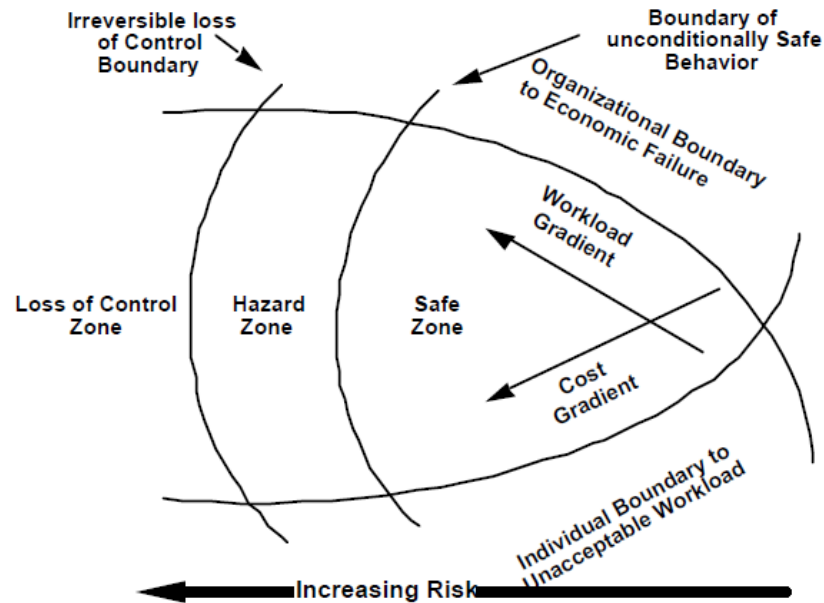 Irreversible loss
of Control
Boundary
Boundary of
unconditionally Safe
Behavior
Organizational Boundary
to Economic Failure
Workload
Gradient
Loss of Control
Zone
Hazard
Zone
Safe
Zone
Cost
Gradient
Individual Boundary to
Unacceptable Workload
Increasing Risk